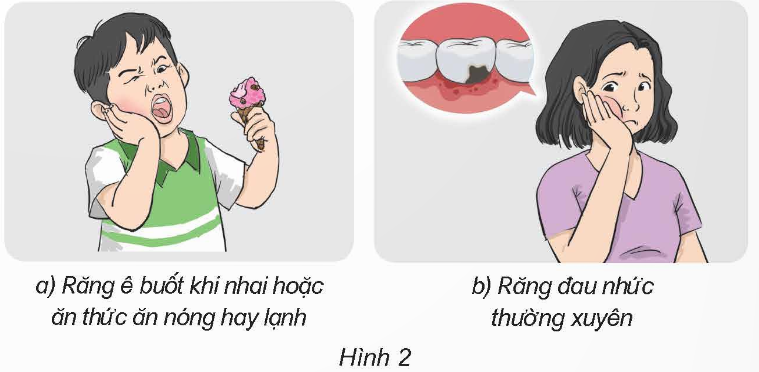 a) Răng ê buốt khi nhai hoặc
ăn thức ăn nóng hay lạnh
b) Răng đau nhức
thường xuyên
Hình 2